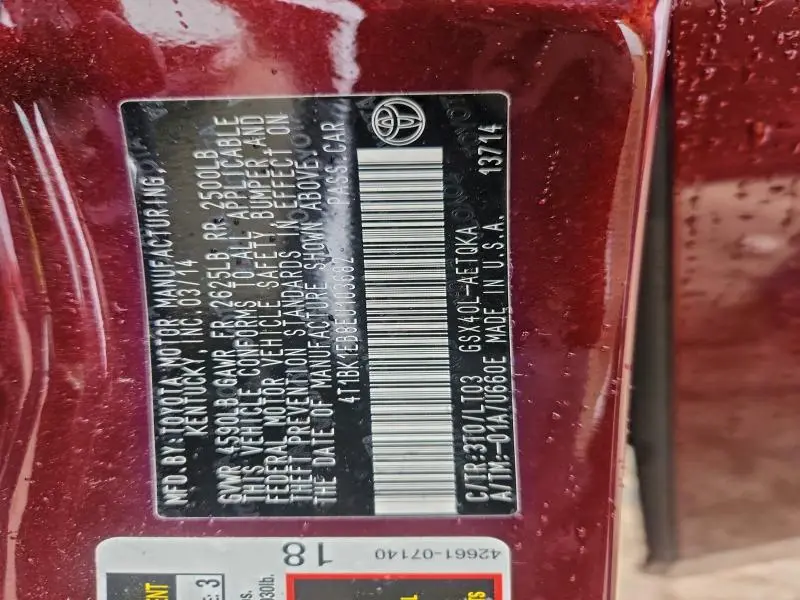 MFD.BY:TOYOTA MOTOR MANUFACTURING,
KENTUCKY, INC. 03/14
GVWR 4590LB GAWR FR 2625LB RR 2500LB
THIS VEHICLE CONFORMS TO ALL APPLICABLE
FEDERAL MOTOR VEHICLE SAFETY BUMPER, AND
THEFT PREVENTION STANDARDS IN EFFECT ON
THE DATE OF MANUFACTURE SHOWN ABOVE.
PASS.CAR
C/TR:3T0/LT03 GSX40L-AETQKA 13714
A/TM:-01A/U660E MADE IN U.S.A.
18
42661-07140
: 3